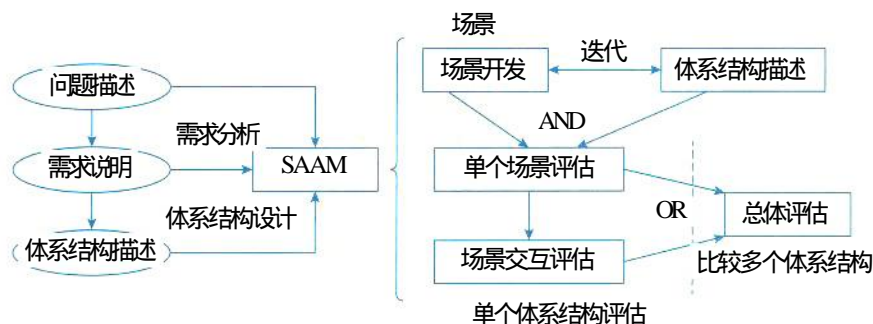 场景
场景开发
迭代
体系结构描述
问题描述
需求分析
AND
需求说明
SAAM
单个场景评估
体系结构设计
OR
总体评估
体系结构描述
场景交互评估
比较多个体系结构
单个体系结构评估